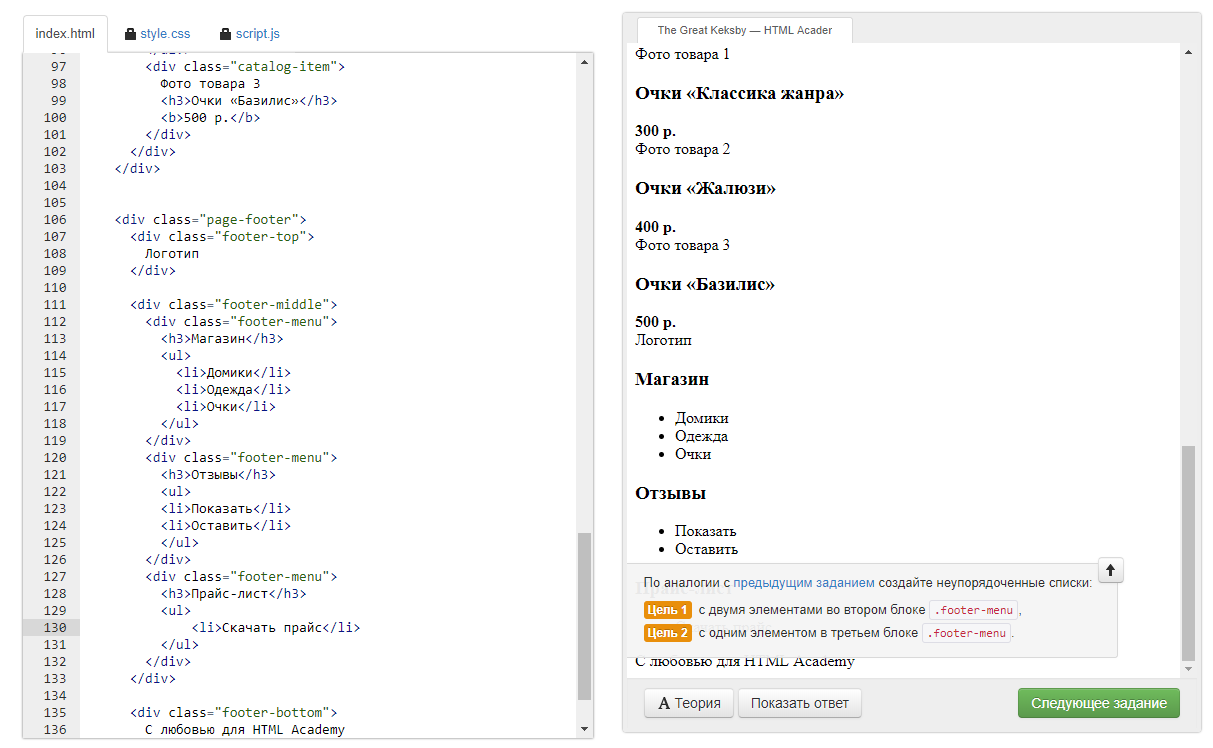 index.html
style.css
script.js
97 <div class="catalog-item">
98 Фото товара 3
99 <h3>Очки «Базилис»</h3>
100 <b>500 р.</b>
101 </div>
102 </div>
103 </div>
104
105
106 <div class="page-footer">
107 <div class="footer-top">
108 Логотип
109 </div>
110
111 <div class="footer-middle">
112 <div class="footer-menu">
113 <h3>Магазин</h3>
114 <ul>
115 <li>Домики</li>
116 <li>Одежда</li>
117 <li>Очки</li>
118 </ul>
119 </div>
120 <div class="footer-menu">
121 <h3>Отзывы</h3>
122 <ul>
123 <li>Показать</li>
124 <li>Оставить</li>
125 </ul>
126 </div>
127 <div class="footer-menu">
128 <h3>Прайс-лист</h3>
129 <ul>
130 <li>Скачать прайс</li>
131 </ul>
132 </div>
133 </div>
134
135 <div class="footer-bottom">
136 С любовью для HTML Academy
The Great Keksby — HTML Acader
Фото товара 1
Очки «Классика жанра»
300 р.
Фото товара 2
Очки «Жалюзи»
400 р.
Фото товара 3
Очки «Базилис»
500 р.
Логотип
Магазин
• Домики
• Одежда
• Очки
Отзывы
• Показать
• Оставить
По аналогии с предыдущим заданием создайте неупорядоченные списки:
Прайс-лист
Цель 1 с двумя элементами во втором блоке .footer-menu,
Цель 2 с одним элементом в третьем блоке .footer-menu.
С любовью для HTML Academy
A Теория
Показать ответ
Следующее задание